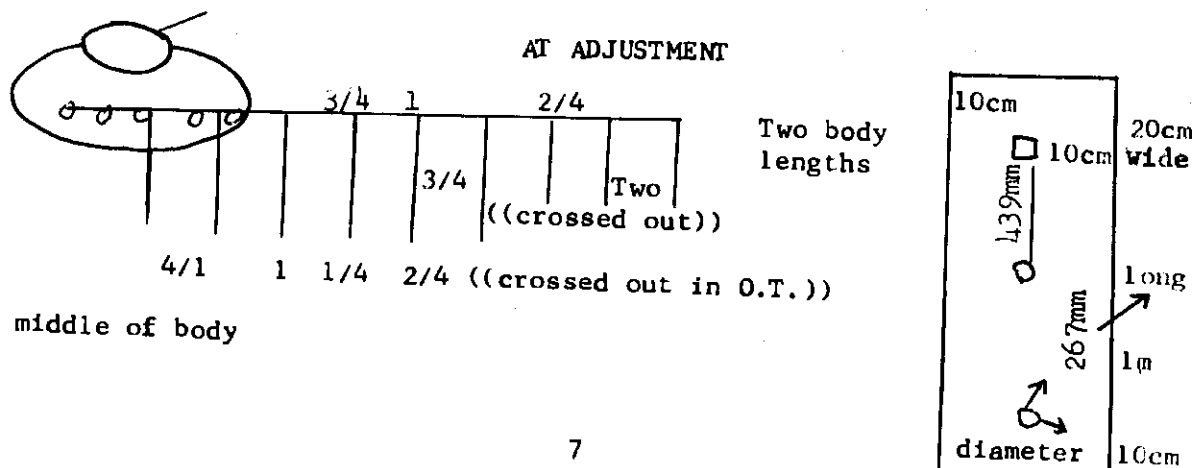 AT ADJUSTMENT
3/4 1 2/4
Two body
lengths
3/4 Two
((crossed out))
4/1 1 1/4 2/4 ((crossed out in O.T.))
middle of body
10cm
20cm
wide
10cm
439mm
long
267mm
1m
diameter
10cm
7